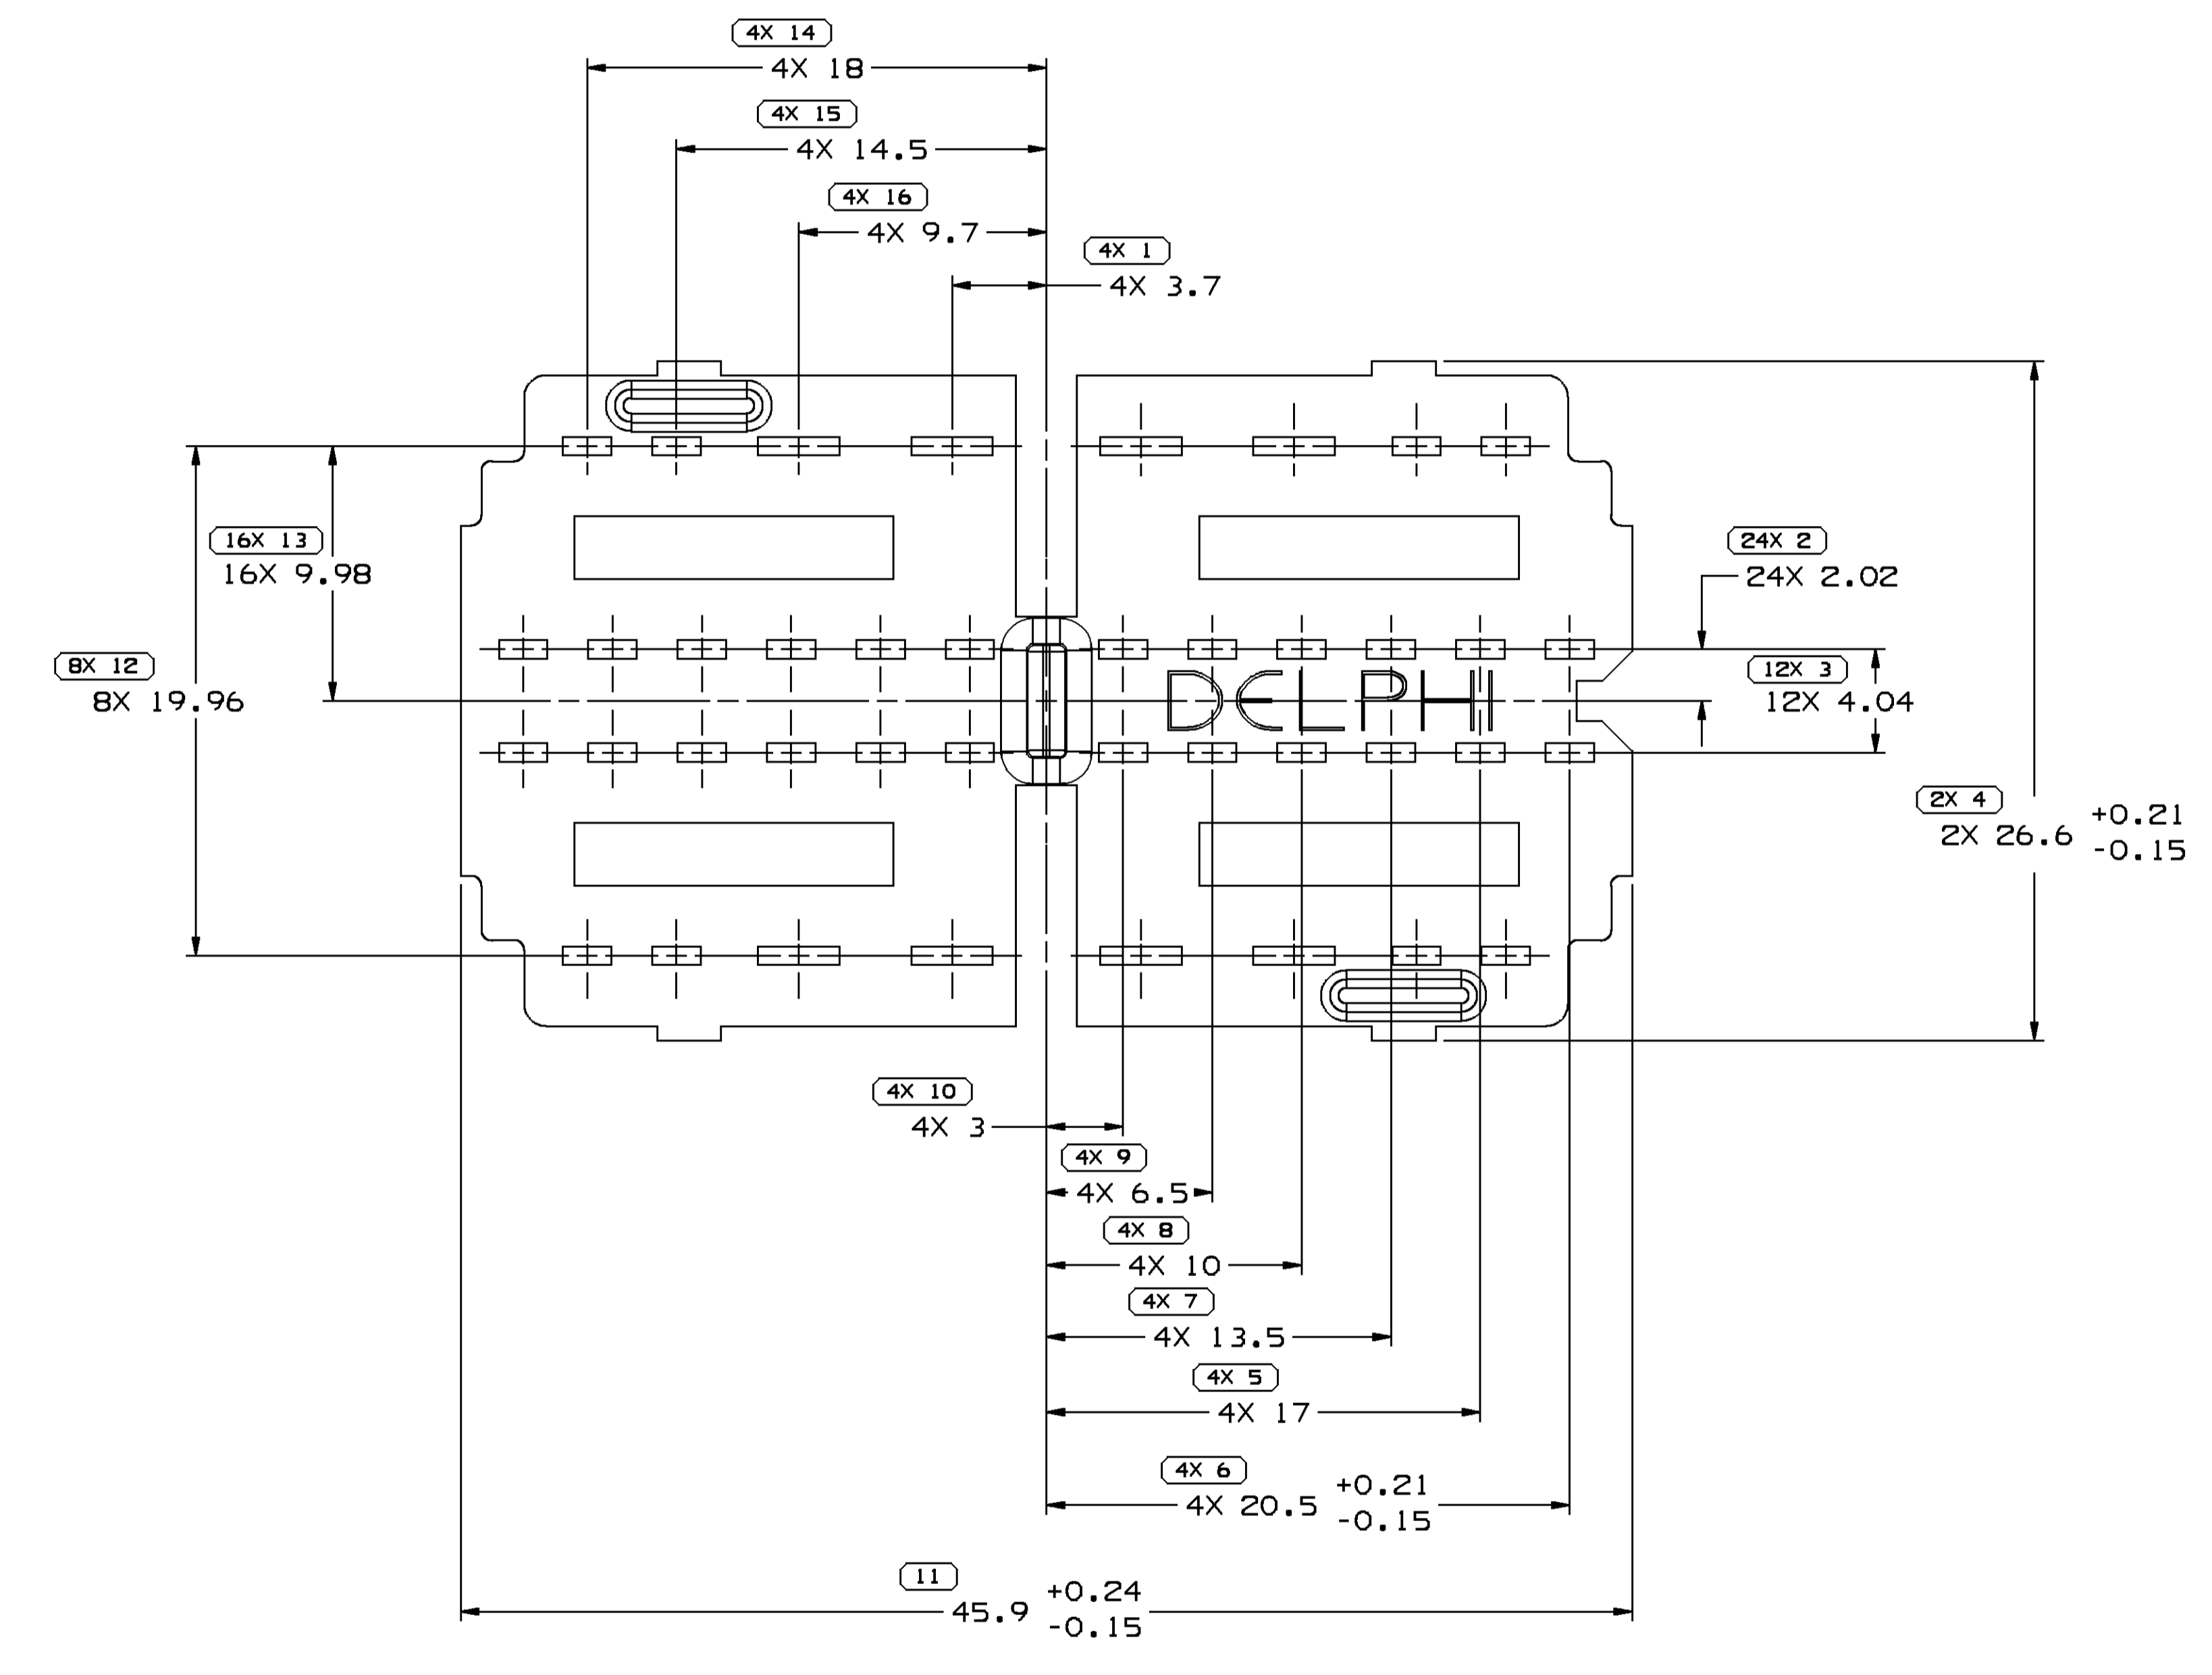 4X 14
4X 18
4X 15
4X 14.5
4X 16
4X 9.7
4X 1
4X 3.7
16X 13
16X 9.98
24X 2
24X 2.02
8X 12
8X 19.96
12X 3
12X 4.04
DELPHI
2X 4
2X 26.6 +0.21
-0.15
4X 10
4X 3
4X 9
4X 6.5
4X 8
4X 10
4X 7
4X 13.5
4X 5
4X 17
4X 6
4X 20.5 +0.21
-0.15
11
45.9 +0.24
-0.15